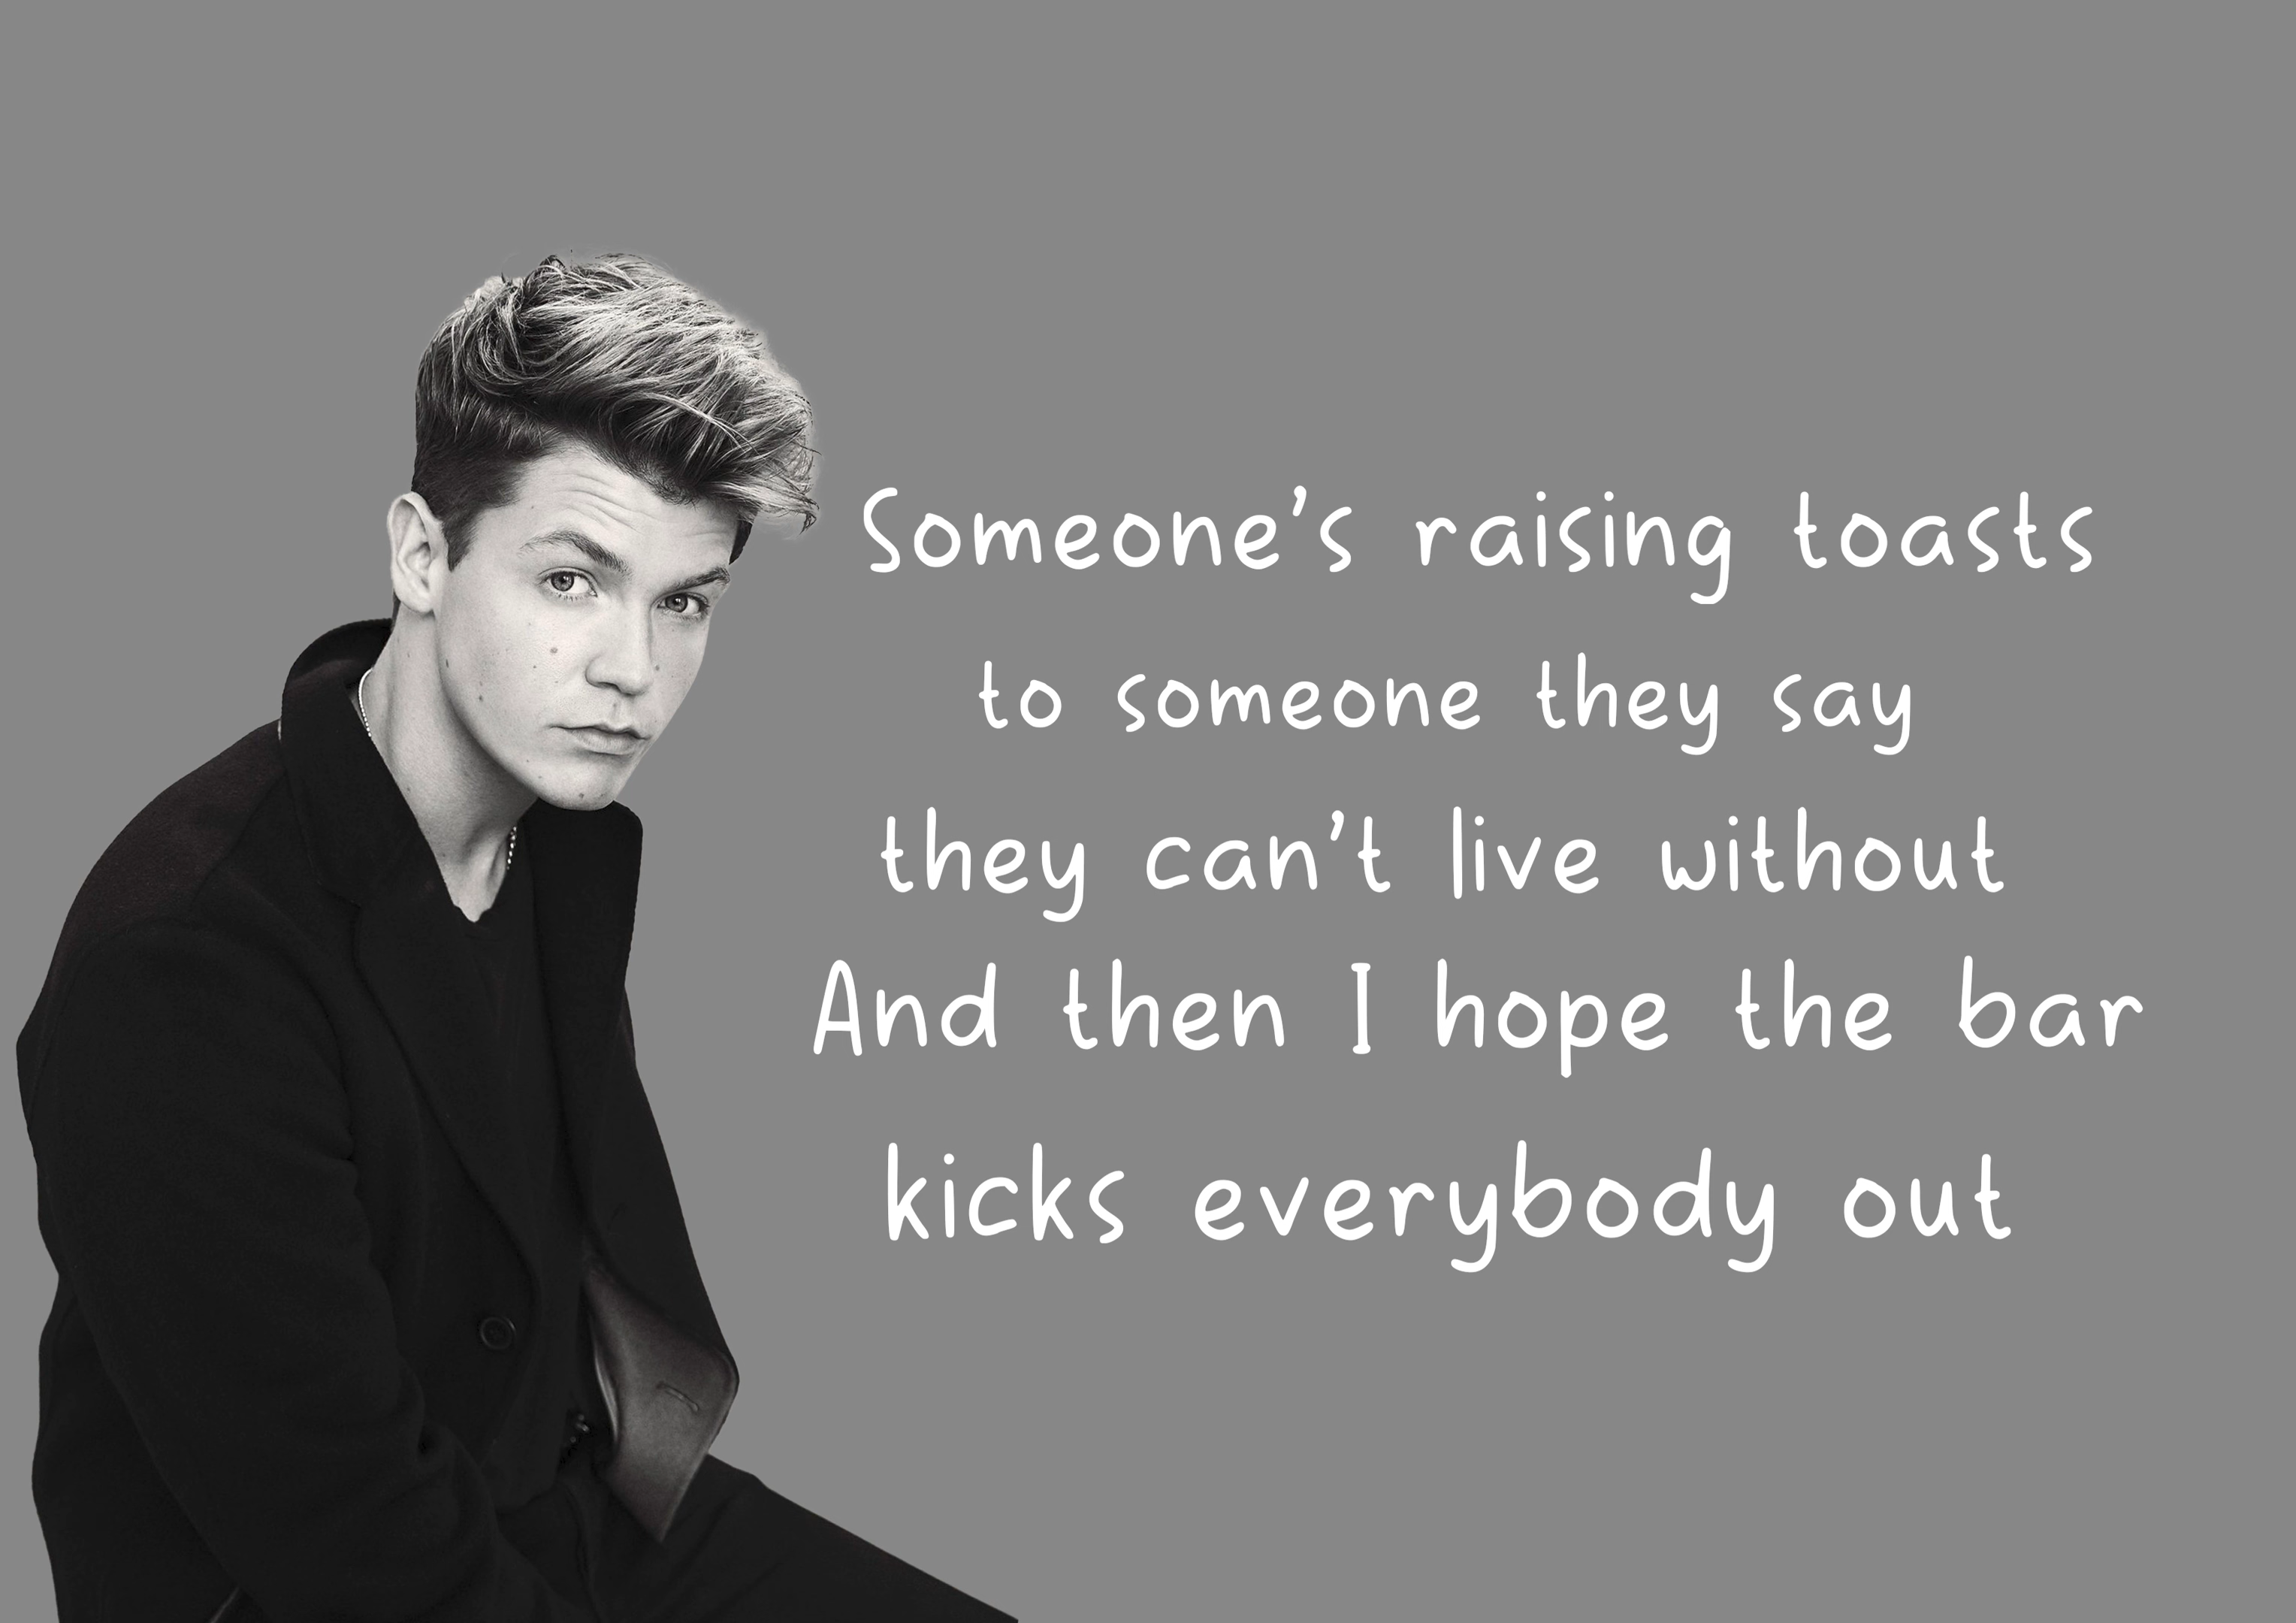 Someone’s raising toasts
to someone they say
they can’t live without
And then I hope the bar
kicks everybody out